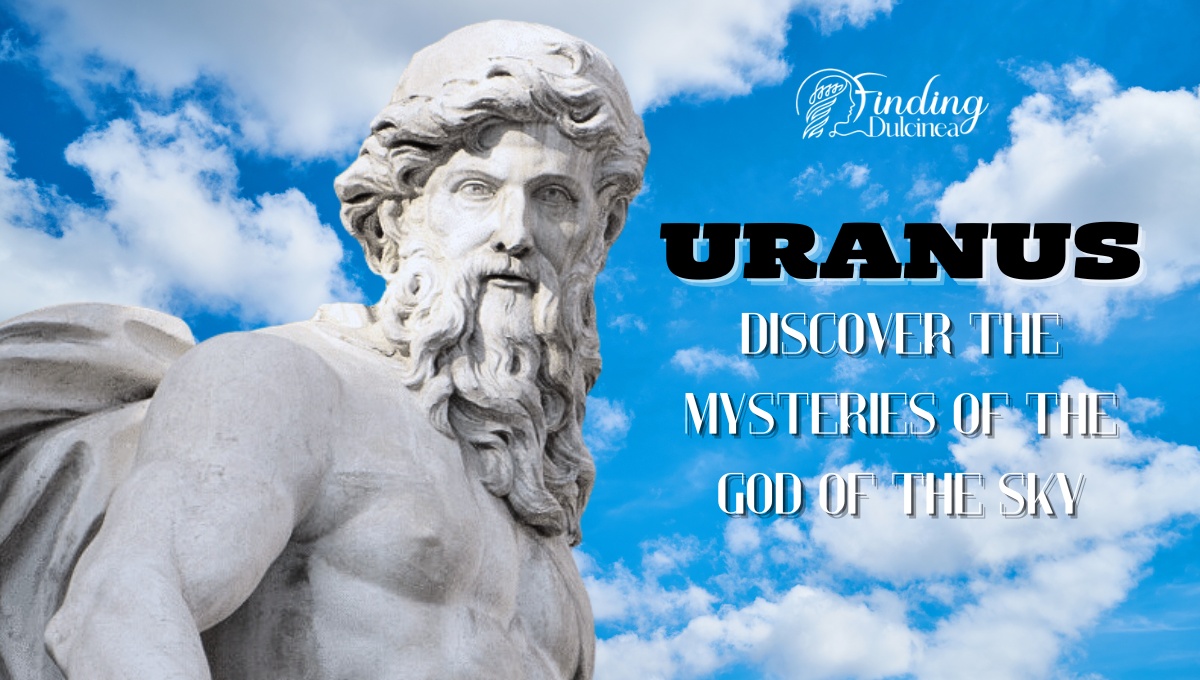 Finding
Dulcinea
URANUS
DISCOVER THE
MYSTERIES OF THE
GOD OF THE SKY